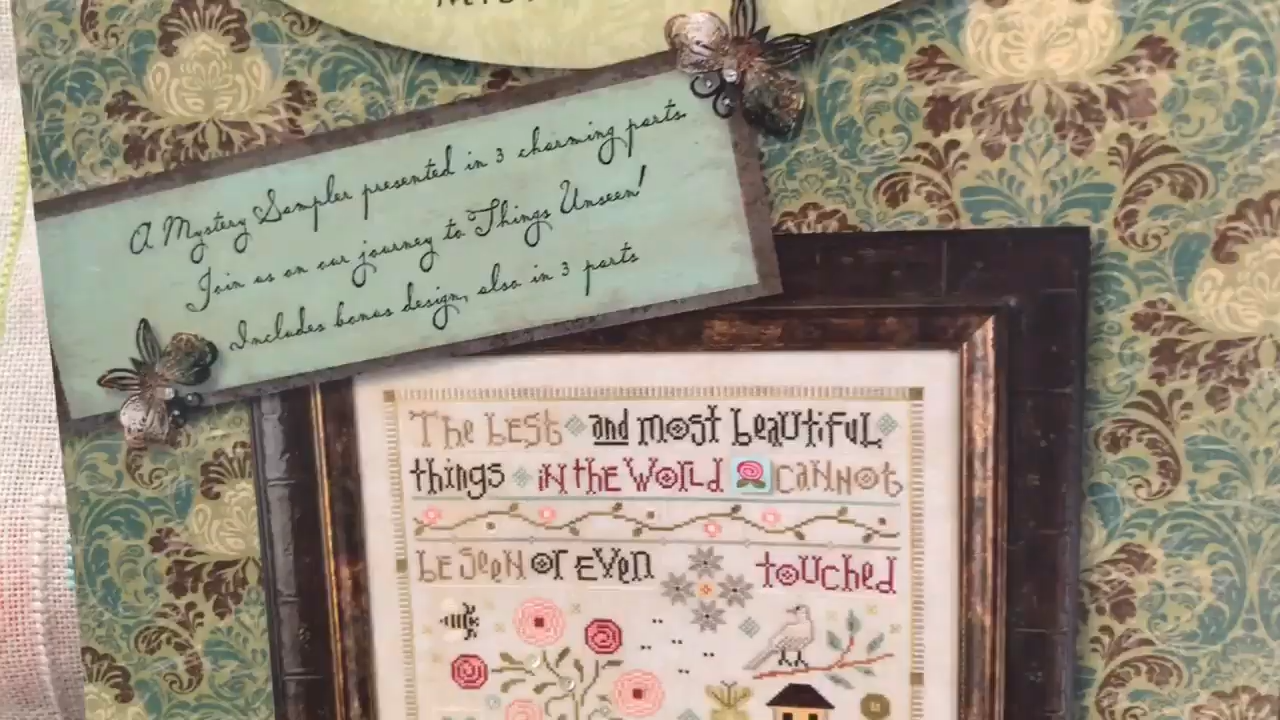 A Mystery Sampler presented in 3 charming parts.
Join us on our journey to Things Unseen!
Includes bonus design, also in 3 parts
The bEst and most beautiful
things iN thE WoRld caNNot
bE SeeN oR EVEn touched